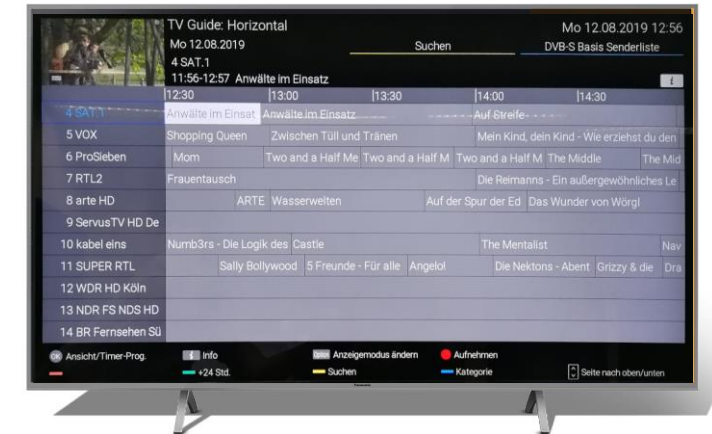 TV Guide: Horizontal
Mo 12.08.2019 12:56
Mo 12.08.2019 Suchen DVB-S Basis Senderliste
4 SAT.1
11:56-12:57 Anwälte im Einsatz i
12:30 13:00 13:30 14:00 14:30
4 SAT.1 Anwälte im Einsat Anwälte im Einsatz Auf Streife
5 VOX Shopping Queen Zwischen Tüll und Tränen Mein Kind, dein Kind - Wie erziehst du den
6 ProSieben Mom Two and a Half Me Two and a Half M Two and a Half M The Middle The Mid
7 RTL2 Frauentausch Die Reimanns - Ein außergewöhnliches Le
8 arte HD ARTE Wasserwelten Auf der Spur der Ed Das Wunder von Wörgl
9 ServusTV HD De
10 kabel eins Numb3rs - Die Logik des Castle The Mentalist Nav
11 SUPER RTL Sally Bollywood 5 Freunde - Für alle Angelo! Die Nektons - Abent Grizzy & die Dra
12 WDR HD Köln
13 NDR FS NDS HD
14 BR Fernsehen Sü
OK Ansicht/Timer-Prog. i Info Option Anzeigemodus ändern Aufnehmen
+24 Std. Suchen Kategorie Seite nach oben/unten
Panasonic